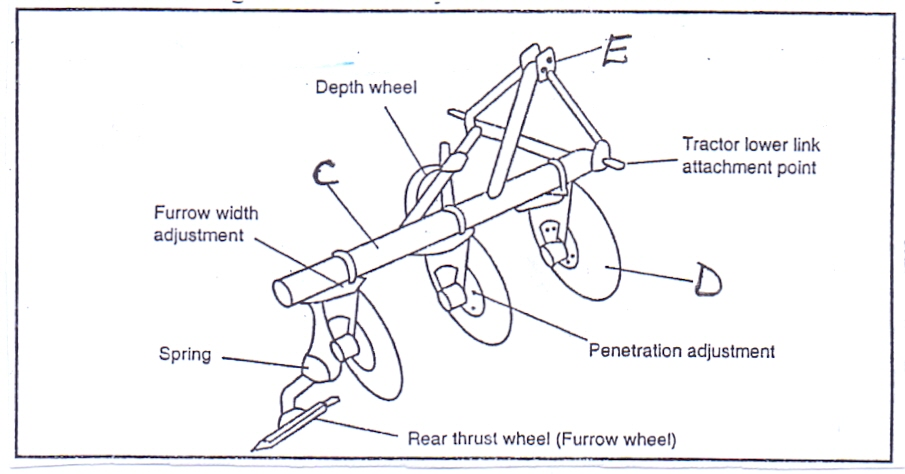 E
Depth wheel
Tractor lower link
attachment point
C
Furrow width
adjustment
D
Penetration adjustment
Spring
Rear thrust wheel (Furrow wheel)